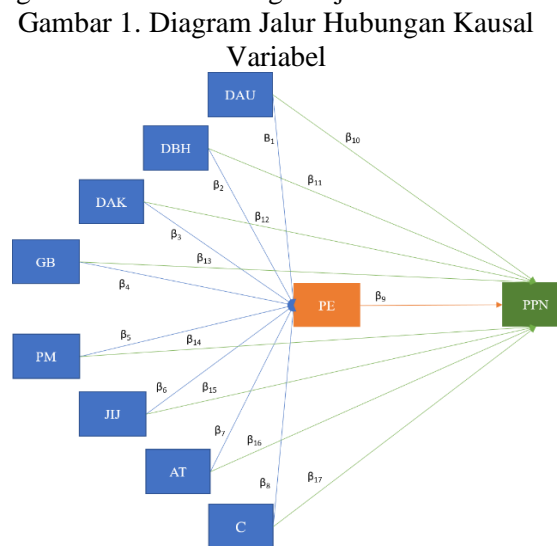 Gambar 1. Diagram Jalur Hubungan Kausal
Variabel
DAU
DBH
DAK
GB
PM
JIJ
AT
C
PE
PPN
B₁
β₂
β₃
β₄
β₅
β₆
β₇
β₈
β₉
β₁₀
β₁₁
β₁₂
β₁₃
β₁₄
β₁₅
β₁₆
β₁₇